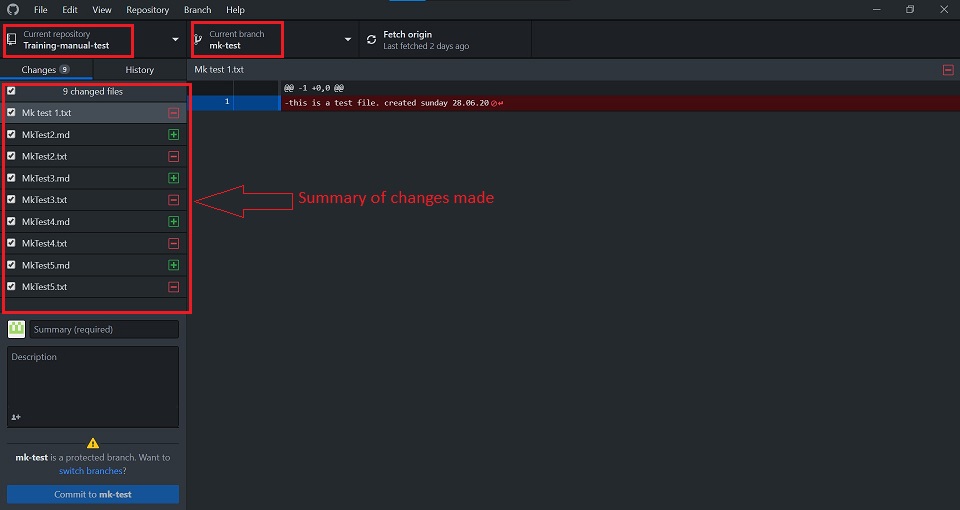 File Edit View Repository Branch Help
Current repository
Training-manual-test
Current branch
mk-test
Fetch origin
Last fetched 2 days ago
Changes 9 History
Mk test 1.txt
9 changed files
Mk test 1.txt
MkTest2.md
MkTest2.txt
MkTest3.md
MkTest3.txt
MkTest4.md
MkTest4.txt
MkTest5.md
MkTest5.txt
@@ -1 +0,0 @@
1 -this is a test file. created sunday 28.06.20
Summary of changes made
Summary (required)
Description
mk-test is a protected branch. Want to
switch branches?
Commit to mk-test